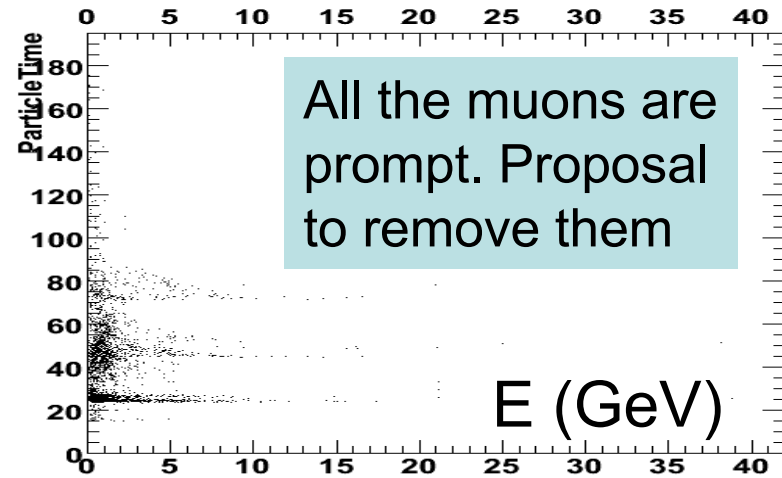 0 5 10 15 20 25 30 35 40
ParticleTime
180
160
140
120
100
80
60
40
20
0
All the muons are
prompt. Proposal
to remove them
E (GeV)
0 5 10 15 20 25 30 35 40